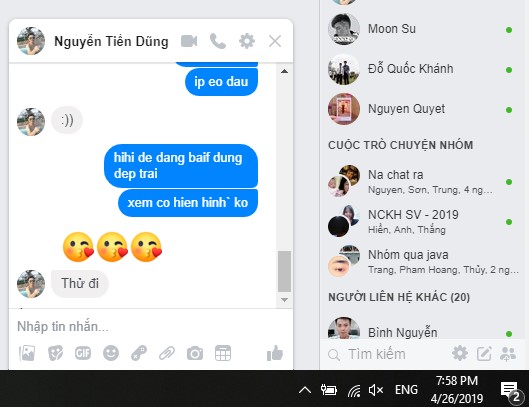 Nguyễn Tiến Dũng
ip eo dau
:))
hihi de dang baif dung
dep trai
xem co hien hinh` ko
Thử đi
Nhập tin nhắn...
GIF
Moon Su
Đỗ Quốc Khánh
Nguyen Quyet
CUỘC TRÒ CHUYỆN NHÓM
Na chat ra
Nguyen, Sơn, Trung, 4 ng...
NCKH SV - 2019
Hiền, Anh, Thắng
Nhóm qua java
Trang, Pham Hoang, Thủy, 2 ng...
NGƯỜI LIÊN HỆ KHÁC (20)
Bình Nguyễn
Tìm kiếm
ENG
7:58 PM
4/26/2019
2